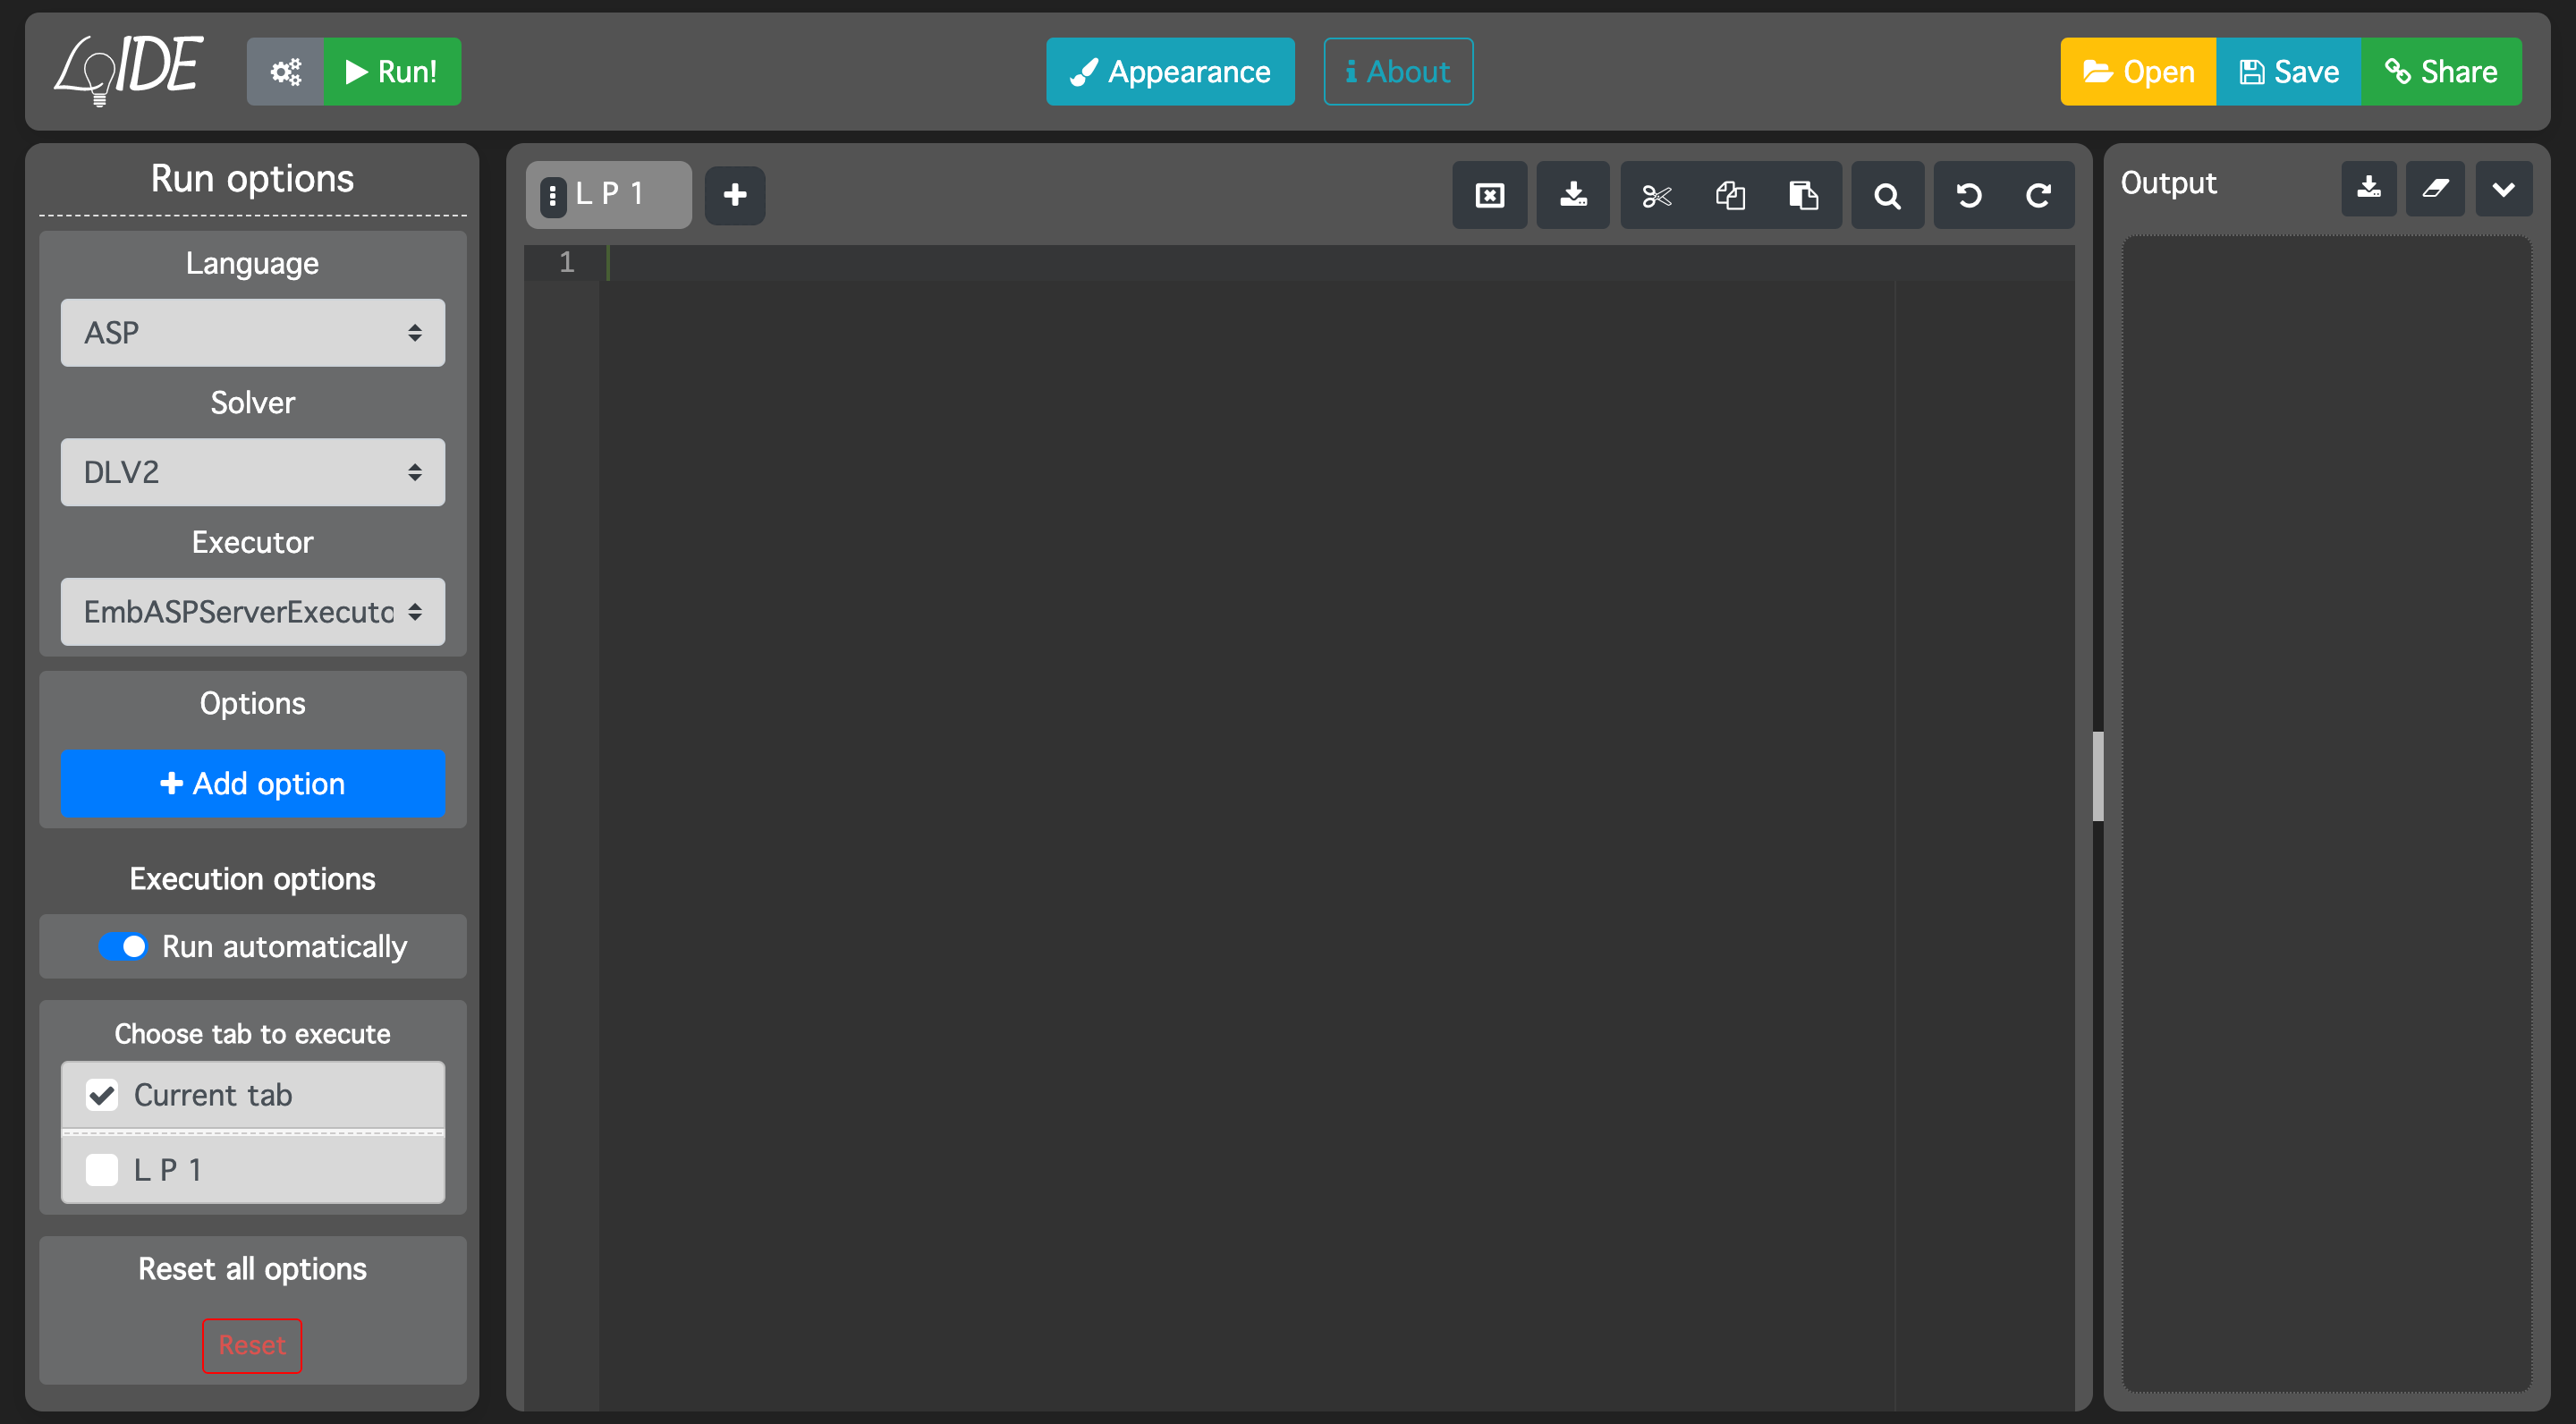 LoIDE
Run!
Appearance
About
Open
Save
Share
Run options
Language
ASP
Solver
DLV2
Executor
EmbASPServerExecuto
Options
Add option
Execution options
Run automatically
Choose tab to execute
Current tab
L P 1
Reset all options
Reset
L P 1
1
Output